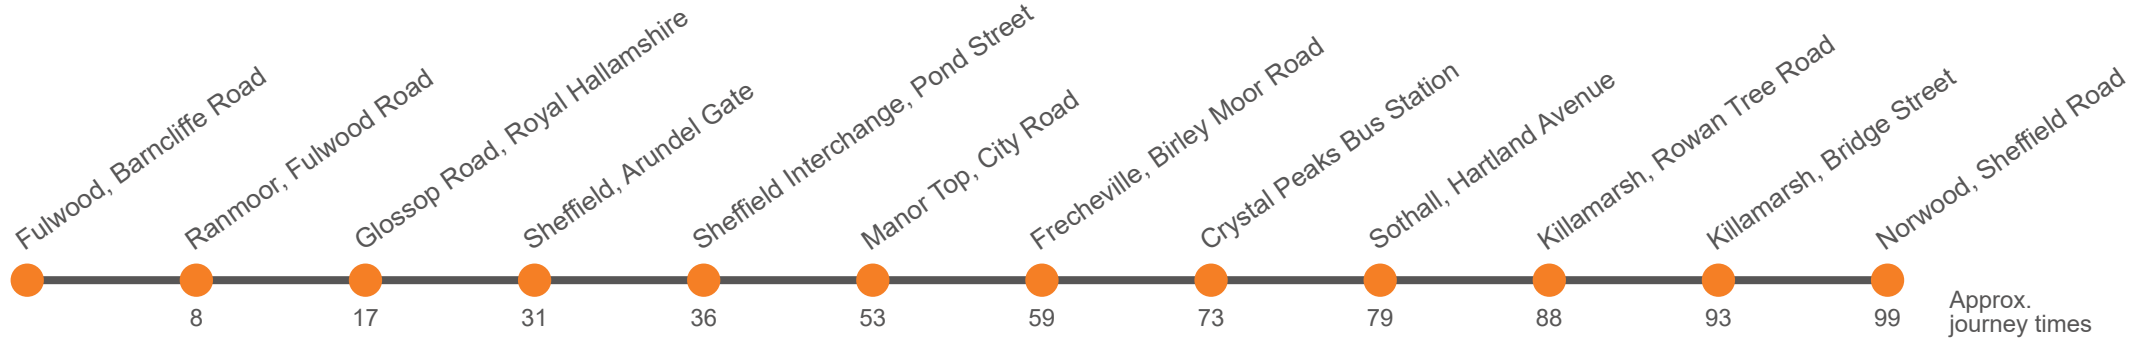 Fulwood, Barncliffe Road
Ranmoor, Fulwood Road
Glossop Road, Royal Hallamshire
Sheffield, Arundel Gate
Sheffield Interchange, Pond Street
Manor Top, City Road
Frecheville, Birley Moor Road
Crystal Peaks Bus Station
Sothall, Hartland Avenue
Killamarsh, Rowan Tree Road
Killamarsh, Bridge Street
Norwood, Sheffield Road
8 17 31 36 53 59 73 79 88 93 99
Approx.
journey times